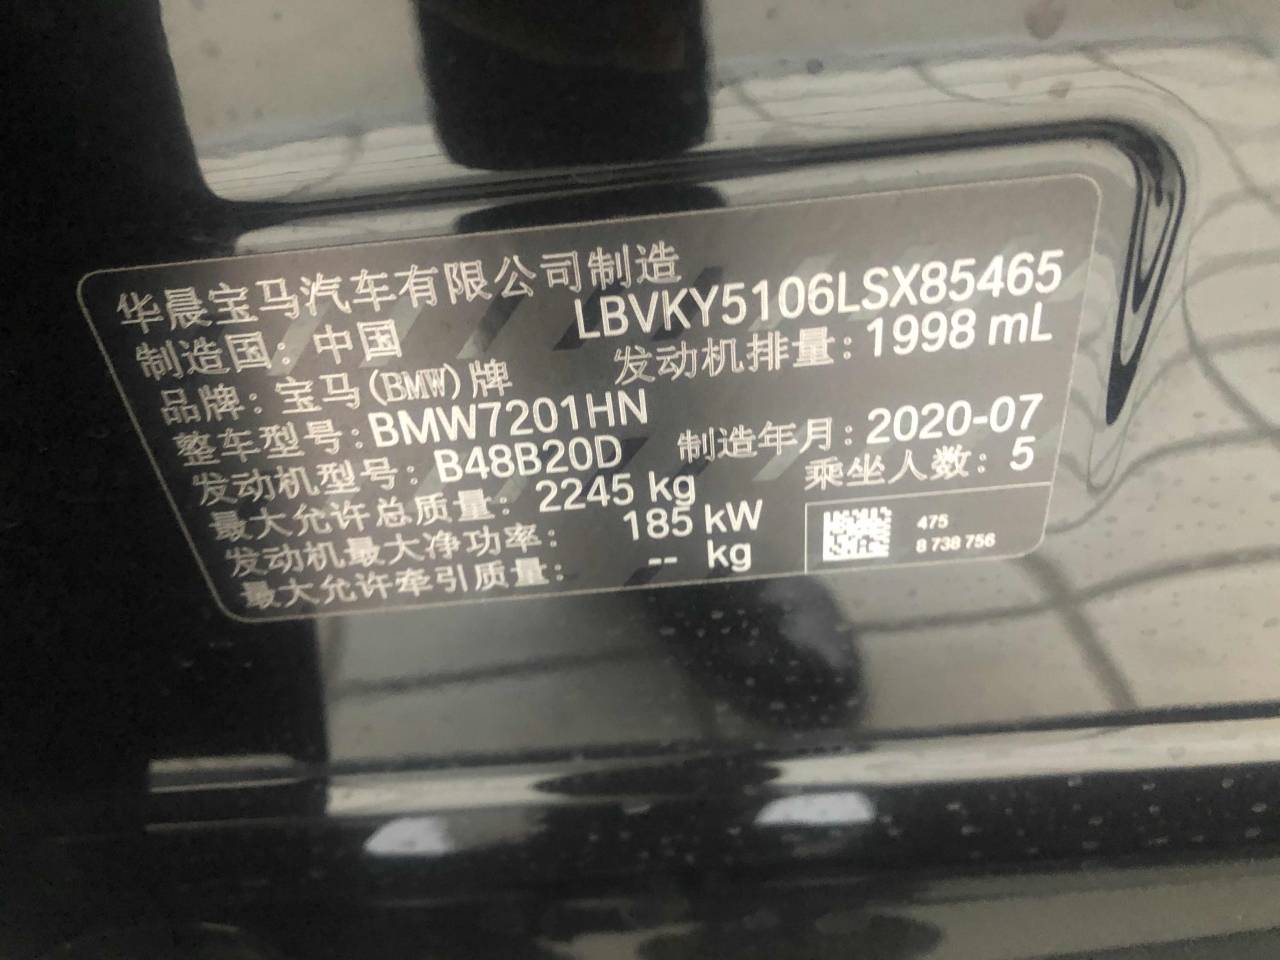 华晨宝马汽车有限公司制造
制造国：中国 LBVKY5106LSX85465
品牌：宝马(BMW)牌 发动机排量：1998 mL
整车型号：BMW7201HN
发动机型号：B48B20D 制造年月：2020-07
最大允许总质量：2245 kg 乘坐人数：5
发动机最大净功率：185 kW
最大允许牵引质量：-- kg
475
8 738 756